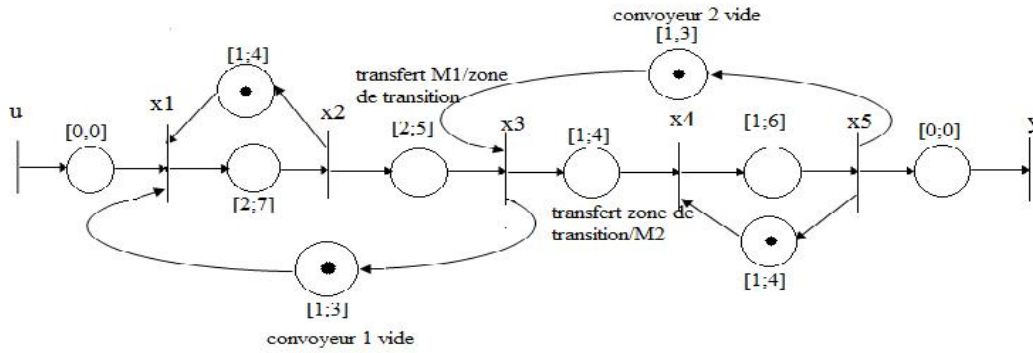 convoyeur 2 vide
[1,3]
[1;4]
transfert M1/zone
de transition
u
x1
x2
[2;5]
x3
[1;4]
x4
[1;6]
x5
[0;0]
[0,0]
[2;7]
transfert zone de
transition/M2
[1;4]
[1;3]
convoyeur 1 vide